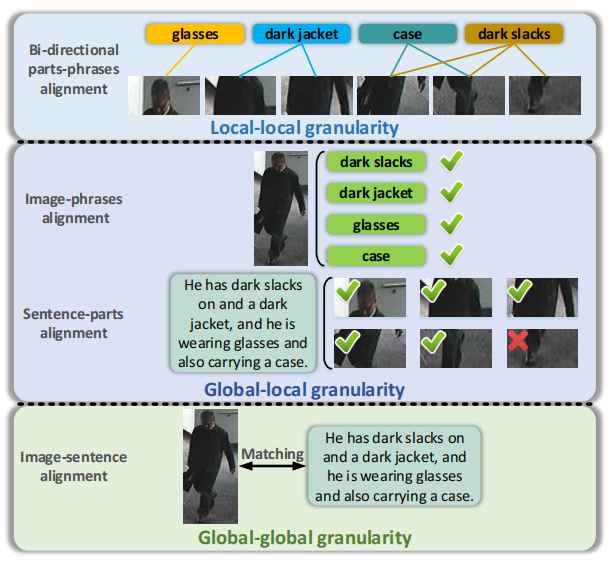 glasses
dark jacket
case
dark slacks
Bi-directional
parts-phrases
alignment
Local-local granularity
Image-phrases
alignment
dark slacks
dark jacket
glasses
case
Sentence-parts
alignment
He has dark slacks
on and a dark
jacket, and he is
wearing glasses and
also carrying a case.
Global-local granularity
Image-sentence
alignment
Matching
He has dark slacks on
and a dark jacket, and
he is wearing glasses
and also carrying a case.
Global-global granularity